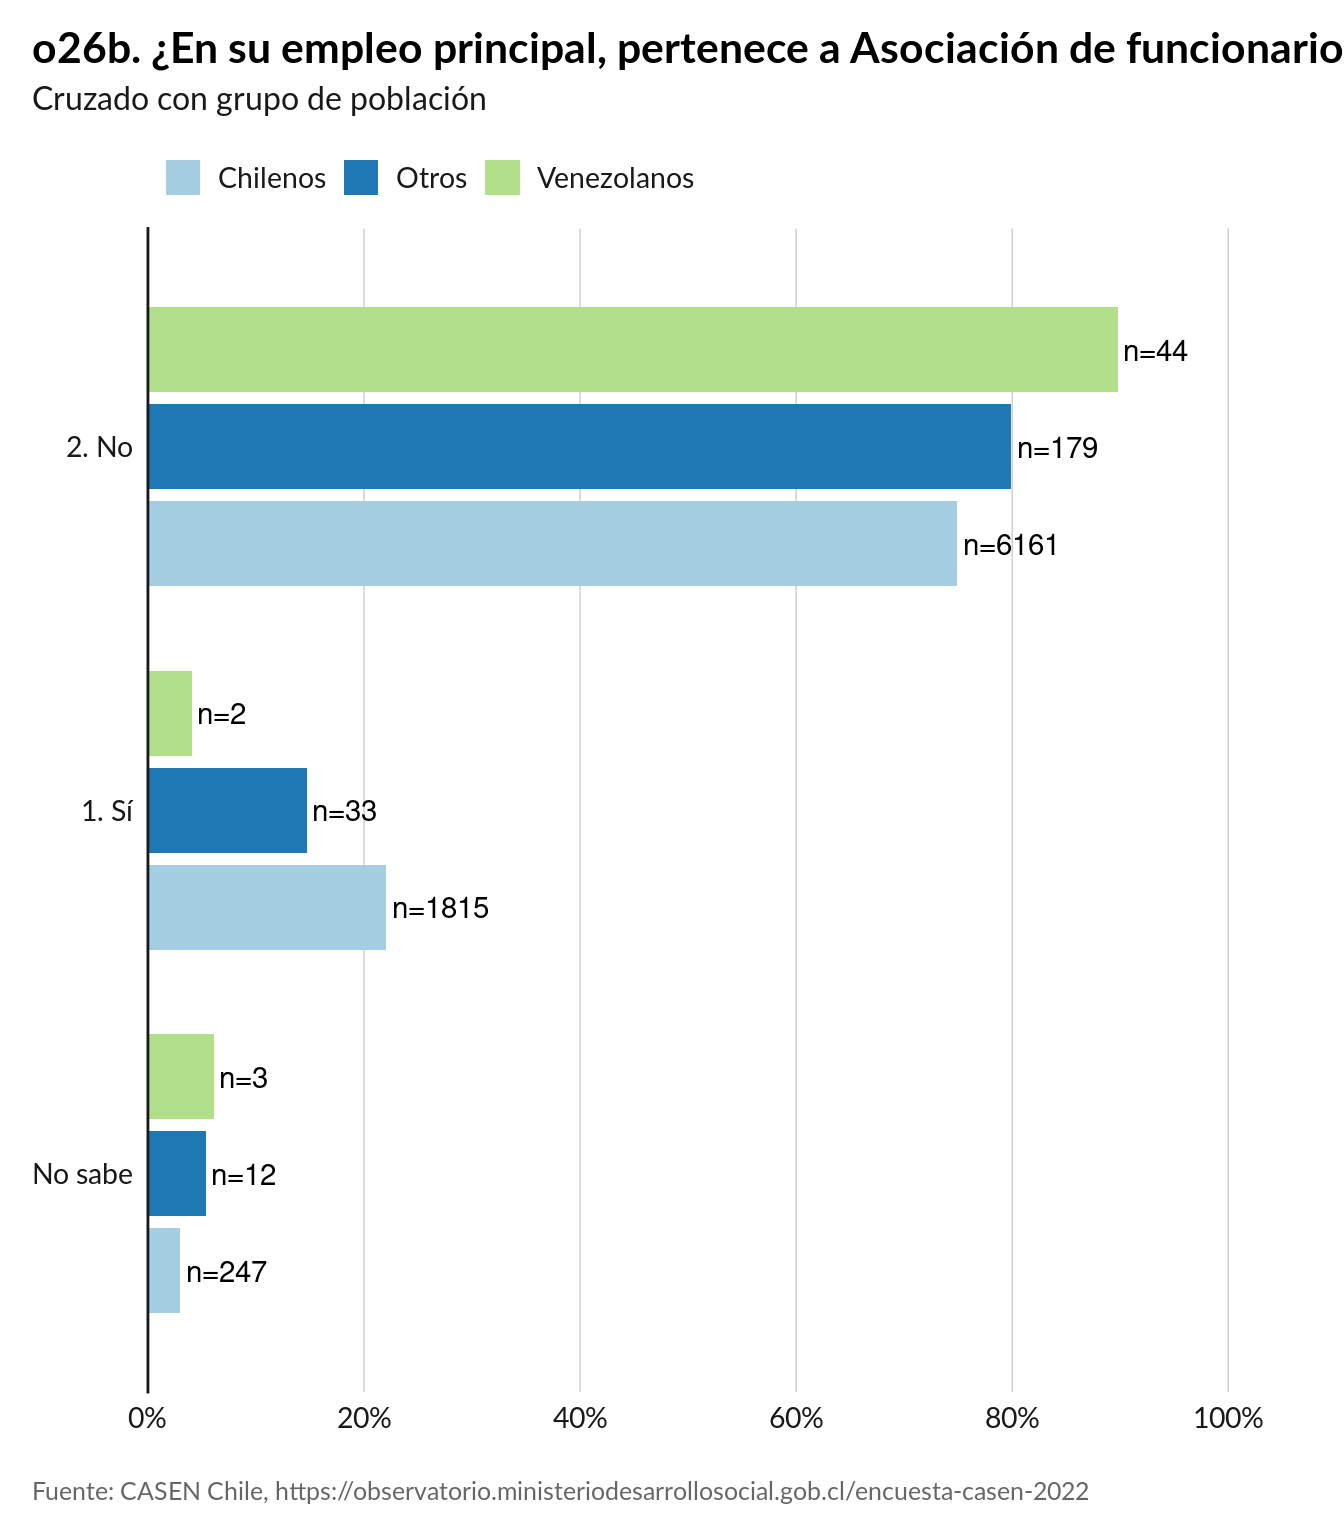 o26b. ¿En su empleo principal, pertenece a Asociación de funcionario
Cruzado con grupo de población
Chilenos Otros Venezolanos
n=44
2. No n=179
n=6161
n=2
1. Sí n=33
n=1815
n=3
No sabe n=12
n=247
0% 20% 40% 60% 80% 100%
Fuente: CASEN Chile, https://observatorio.ministeriodesarrollosocial.gob.cl/encuesta-casen-2022